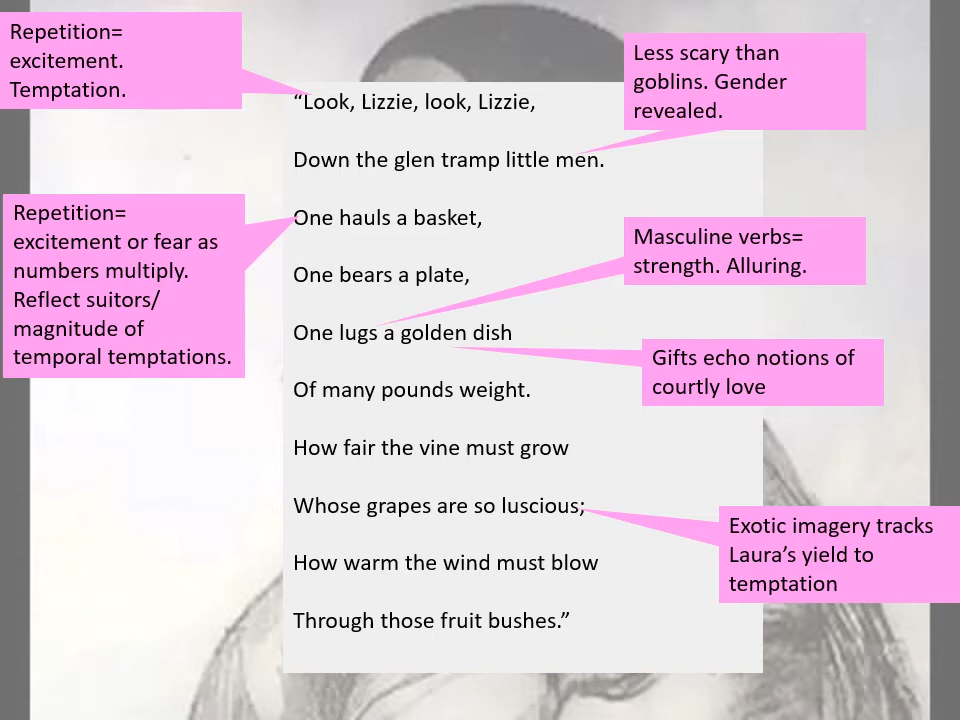 Repetition=
excitement.
Temptation.
Less scary than
goblins. Gender
revealed.
“Look, Lizzie, look, Lizzie,
Down the glen tramp little men.
Repetition=
excitement or fear as
numbers multiply.
Reflect suitors/
magnitude of
temporal temptations.
One hauls a basket,
Masculine verbs=
strength. Alluring.
One bears a plate,
One lugs a golden dish
Gifts echo notions of
courtly love
Of many pounds weight.
How fair the vine must grow
Whose grapes are so luscious;
Exotic imagery tracks
Laura’s yield to
temptation
How warm the wind must blow
Through those fruit bushes.”